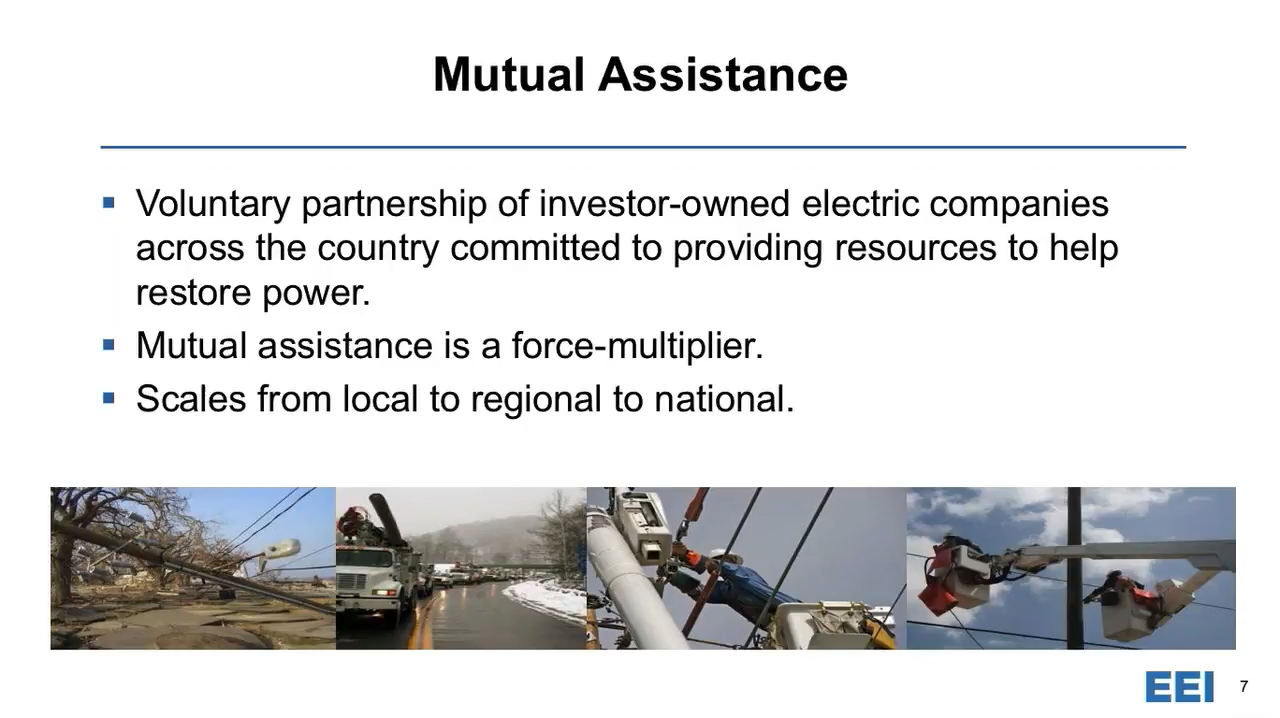 Mutual Assistance
Voluntary partnership of investor-owned electric companies
across the country committed to providing resources to help
restore power.
Mutual assistance is a force-multiplier.
Scales from local to regional to national.
EEI
7